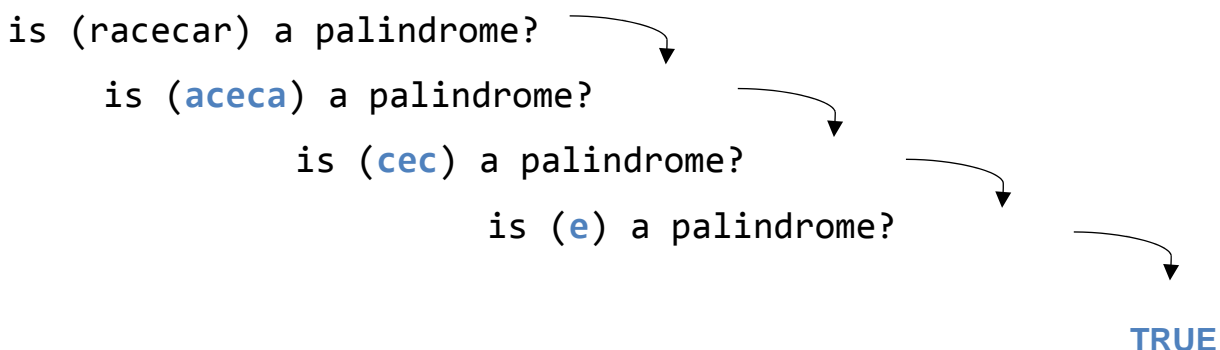 is (racecar) a palindrome?
is (aceca) a palindrome?
is (cec) a palindrome?
is (e) a palindrome?
TRUE